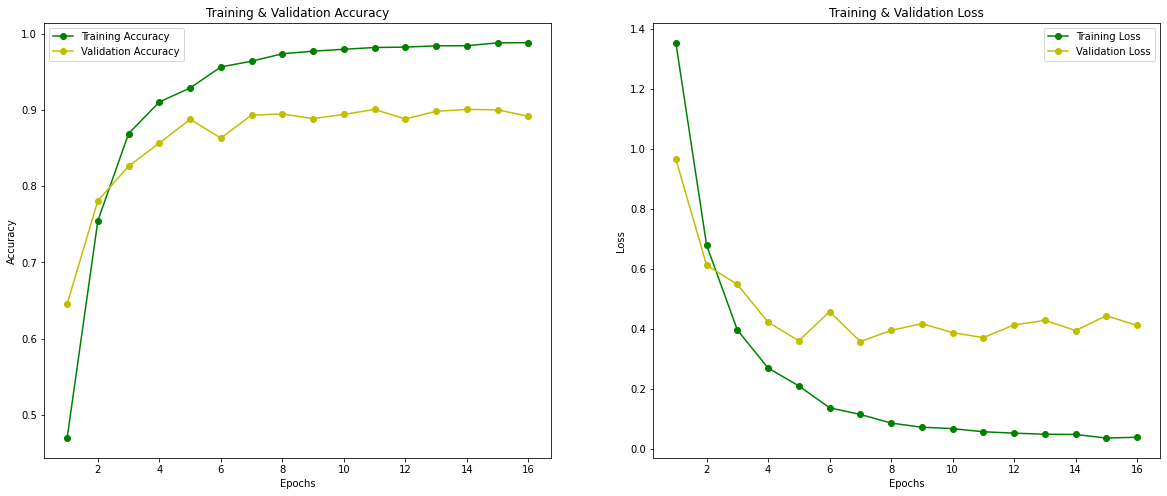 Training & Validation Accuracy
Training Accuracy
Validation Accuracy
1.0
0.9
0.8
0.7
0.6
0.5
Accuracy
2 4 6 8 10 12 14 16
Epochs
Training & Validation Loss
Training Loss
Validation Loss
1.4
1.2
1.0
0.8
0.6
0.4
0.2
0.0
Loss
2 4 6 8 10 12 14 16
Epochs